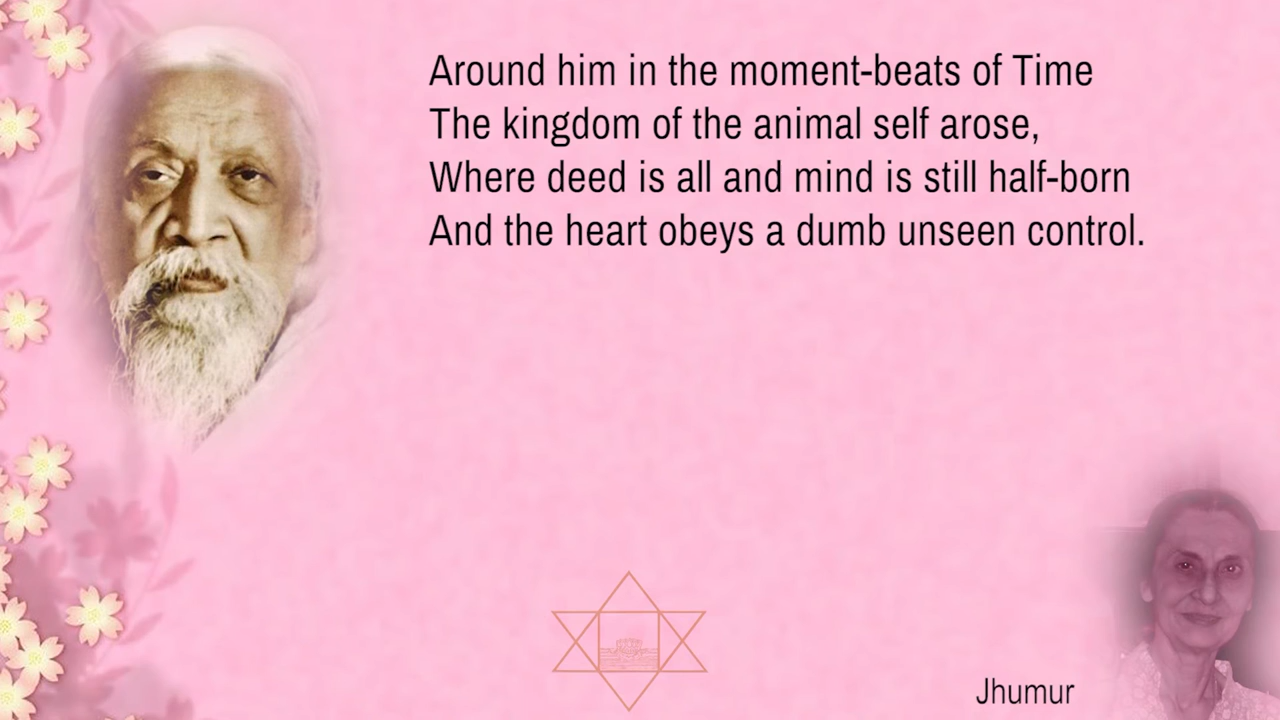 Around him in the moment-beats of Time
The kingdom of the animal self arose,
Where deed is all and mind is still half-born
And the heart obeys a dumb unseen control.
Jhumur